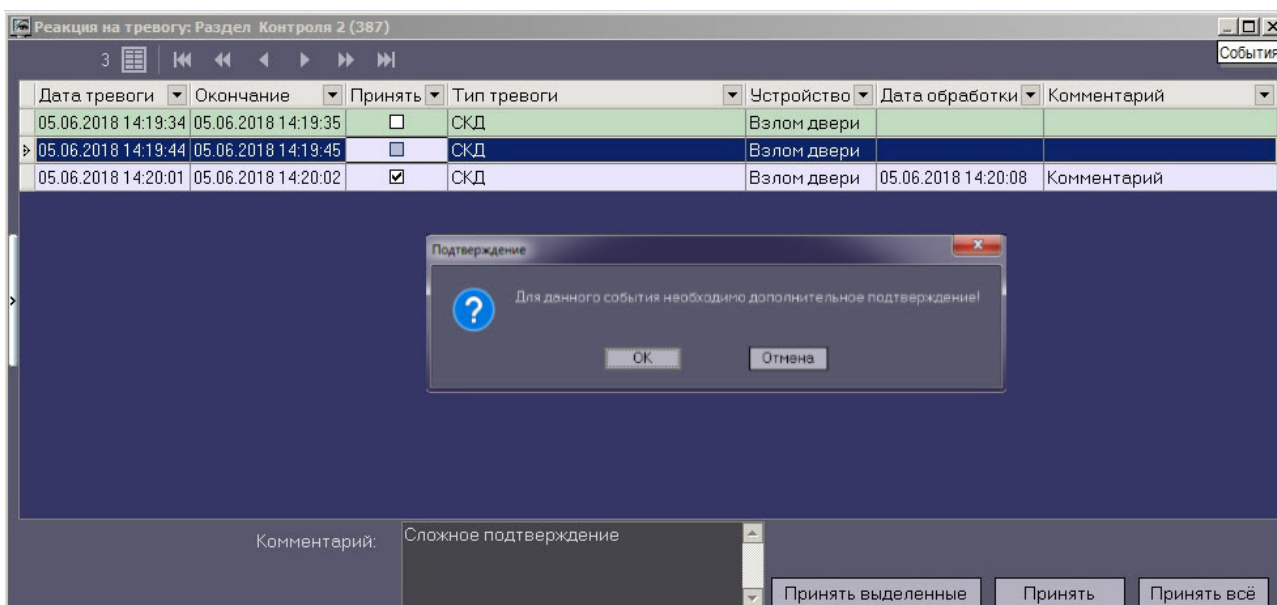 Реакция на тревогу: Раздел Контроля 2 (387)
3
События
Дата тревоги Окончание Принять Тип тревоги Устройство Дата обработки Комментарий
05.06.2018 14:19:34 05.06.2018 14:19:35 СКД Взлом двери
05.06.2018 14:19:44 05.06.2018 14:19:45 СКД Взлом двери
05.06.2018 14:20:01 05.06.2018 14:20:02 СКД Взлом двери 05.06.2018 14:20:08 Комментарий
Подтверждение
Для данного события необходимо дополнительное подтверждение!
OK Отмена
Комментарий: Сложное подтверждение
Принять выделенные Принять Принять всё